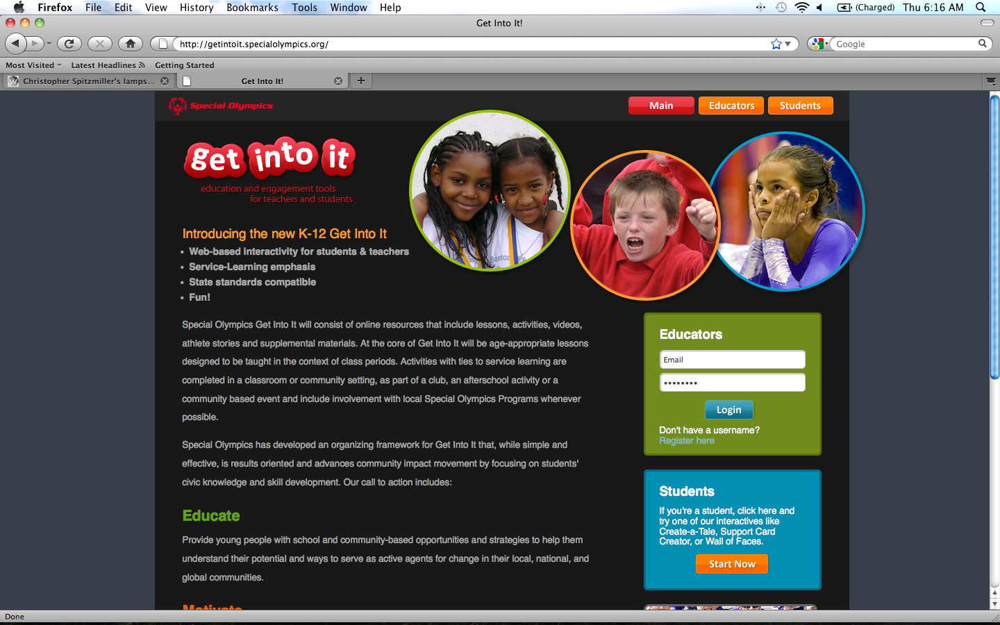 Firefox File Edit View History Bookmarks Tools Window Help (Charged) Thu 6:16 AM
Get Into It!
http://getintoit.specialolympics.org/ Google
Most Visited Latest Headlines Getting Started
Christopher Spitzmiller's lamps... Get Into It!
Special Olympics Main Educators Students
get into it
education and engagement tools
for teachers and students
Introducing the new K-12 Get Into It
• Web-based interactivity for students & teachers
• Service-Learning emphasis
• State standards compatible
• Fun!
Special Olympics Get Into It will consist of online resources that include lessons, activities, videos,
athlete stories and supplemental materials. At the core of Get Into It will be age-appropriate lessons
designed to be taught in the context of class periods. Activities with ties to service learning are
completed in a classroom or community setting, as part of a club, an afterschool activity or a
community based event and include involvement with local Special Olympics Programs whenever
possible.
Special Olympics has developed an organizing framework for Get Into It that, while simple and
effective, is results oriented and advances community impact movement by focusing on students'
civic knowledge and skill development. Our call to action includes:
Educate
Provide young people with school and community-based opportunities and strategies to help them
understand their potential and ways to serve as active agents for change in their local, national, and
global communities.
Motivate
Educators
Email
••••••••
Login
Don't have a username?
Register here
Students
If you're a student, click here and
try one of our interactives like
Create-a-Tale, Support Card
Creator, or Wall of Faces.
Start Now
Done